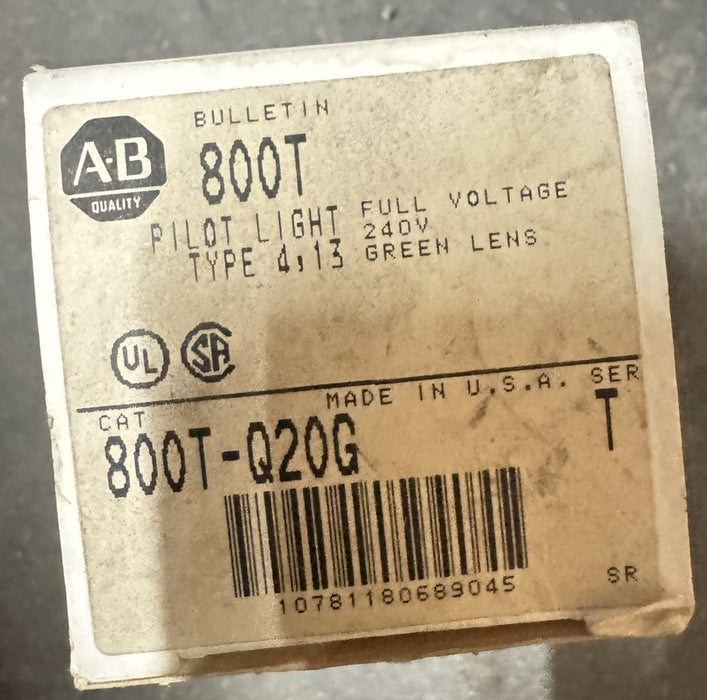 A-B
QUALITY
BULLETIN
800T
PILOT LIGHT
TYPE 4,13
FULL VOLTAGE
240V
GREEN LENS
UL
SA
MADE IN U.S.A.
SER
T
CAT
800T-Q20G
10781180689045
SR